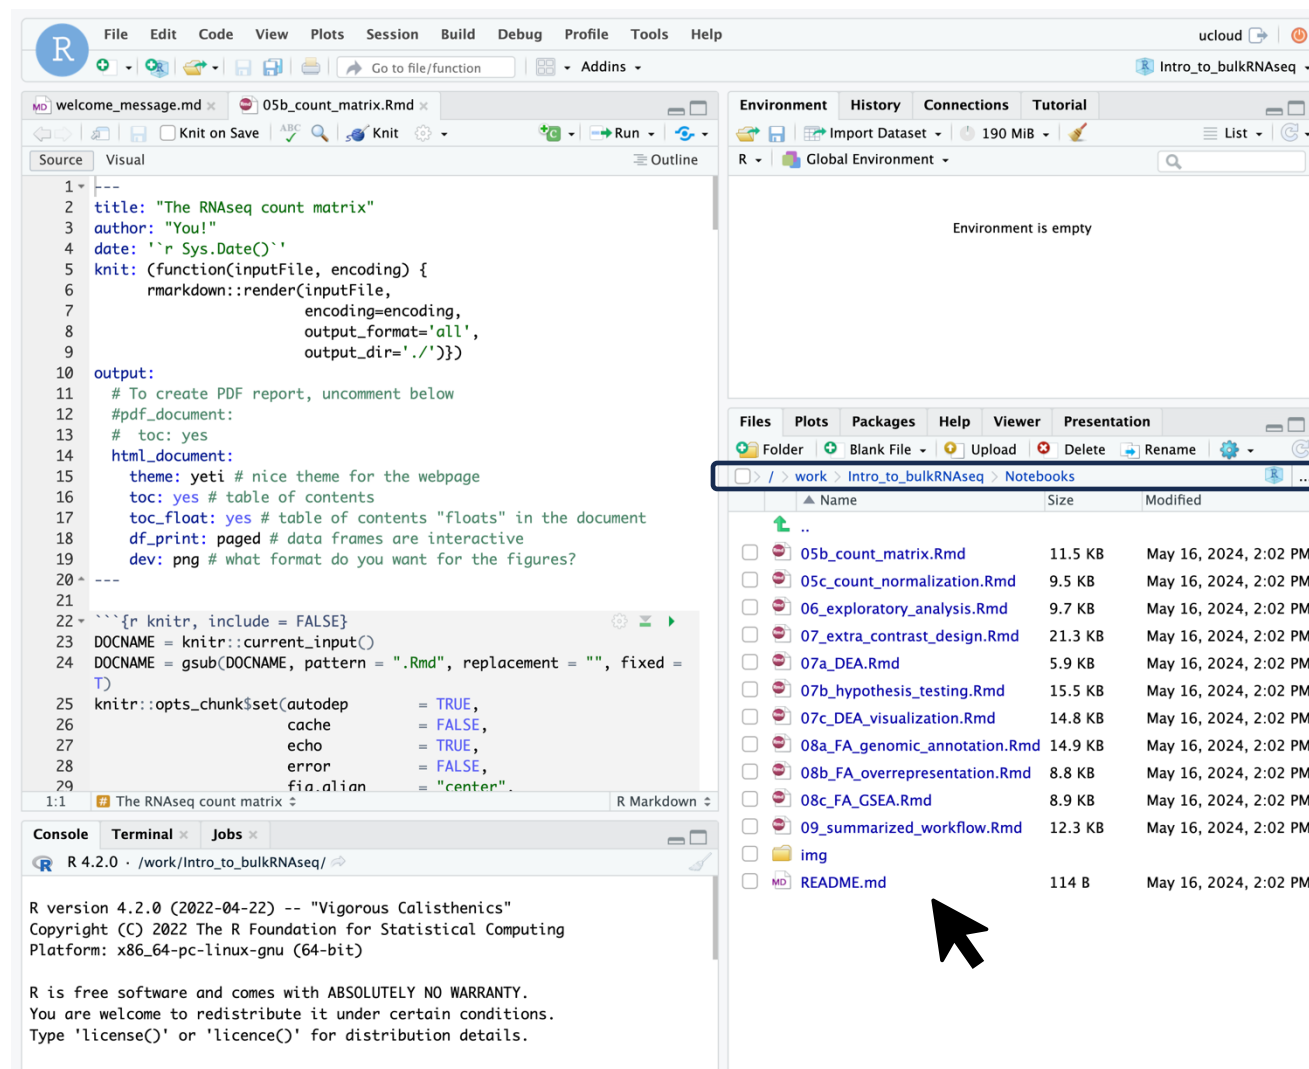 File Edit Code View Plots Session Build Debug Profile Tools Help
ucloud
R
Go to file/function
Addins
Intro_to_bulkRNAseq
welcome_message.md
05b_count_matrix.Rmd
Knit on Save
ABC
Knit
Run
Source Visual
Outline
1 ---
2 title: "The RNAseq count matrix"
3 author: "You!"
4 date: '`r Sys.Date()`'
5 knit: (function(inputFile, encoding) {
6 rmarkdown::render(inputFile,
7 encoding=encoding,
8 output_format='all',
9 output_dir='./')})
10 output:
11 # To create PDF report, uncomment below
12 #pdf_document:
13 #  toc: yes
14 html_document:
15 theme: yeti # nice theme for the webpage
16 toc: yes # table of contents
17 toc_float: yes # table of contents "floats" in the document
18 df_print: paged # data frames are interactive
19 dev: png # what format do you want for the figures?
20 ---
21
22 ```{r knitr, include = FALSE}
23 DOCNAME = knitr::current_input()
24 DOCNAME = gsub(DOCNAME, pattern = ".Rmd", replacement = "", fixed =
T)
25 knitr::opts_chunk$set(autodep = TRUE,
26 cache = FALSE,
27 echo = TRUE,
28 error = FALSE,
29 fig.align = "center",
1:1 # The RNAseq count matrix R Markdown
Console Terminal Jobs
R 4.2.0 · /work/Intro_to_bulkRNAseq/
R version 4.2.0 (2022-04-22) -- "Vigorous Calisthenics"
Copyright (C) 2022 The R Foundation for Statistical Computing
Platform: x86_64-pc-linux-gnu (64-bit)
R is free software and comes with ABSOLUTELY NO WARRANTY.
You are welcome to redistribute it under certain conditions.
Type 'license()' or 'licence()' for distribution details.
Environment History Connections Tutorial
Import Dataset 190 MiB List
R Global Environment
Environment is empty
Files Plots Packages Help Viewer Presentation
Folder Blank File Upload Delete Rename
/ > work > Intro_to_bulkRNAseq > Notebooks ...
Name Size Modified
..
05b_count_matrix.Rmd 11.5 KB May 16, 2024, 2:02 PM
05c_count_normalization.Rmd 9.5 KB May 16, 2024, 2:02 PM
06_exploratory_analysis.Rmd 9.7 KB May 16, 2024, 2:02 PM
07_extra_contrast_design.Rmd 21.3 KB May 16, 2024, 2:02 PM
07a_DEA.Rmd 5.9 KB May 16, 2024, 2:02 PM
07b_hypothesis_testing.Rmd 15.5 KB May 16, 2024, 2:02 PM
07c_DEA_visualization.Rmd 14.8 KB May 16, 2024, 2:02 PM
08a_FA_genomic_annotation.Rmd 14.9 KB May 16, 2024, 2:02 PM
08b_FA_overrepresentation.Rmd 8.8 KB May 16, 2024, 2:02 PM
08c_FA_GSEA.Rmd 8.9 KB May 16, 2024, 2:02 PM
09_summarized_workflow.Rmd 12.3 KB May 16, 2024, 2:02 PM
img
README.md 114 B May 16, 2024, 2:02 PM